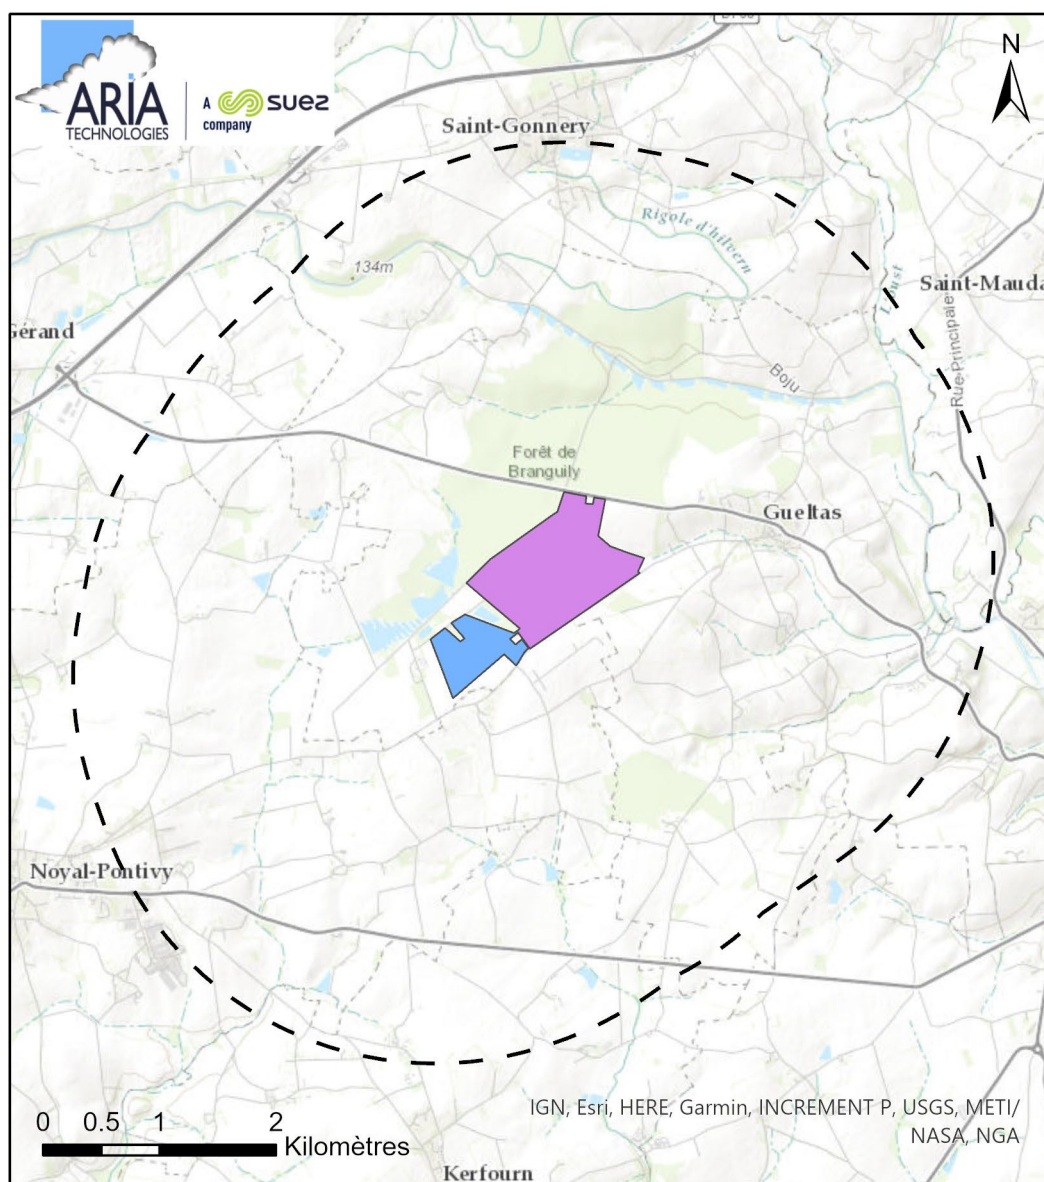 N
ARIA
TECHNOLOGIES
A
company
suez
Saint-Gonnery
Rigole d'hilvern
134m
L'Oust
Saint-Mauda
Gérand
Rue Principale
Boju
Forêt de
Branguily
Gueltas
Noyal-Pontivy
IGN, Esri, HERE, Garmin, INCREMENT P, USGS, METI/
NASA, NGA
0 0.5 1 2
Kilomètres
Kerfourn